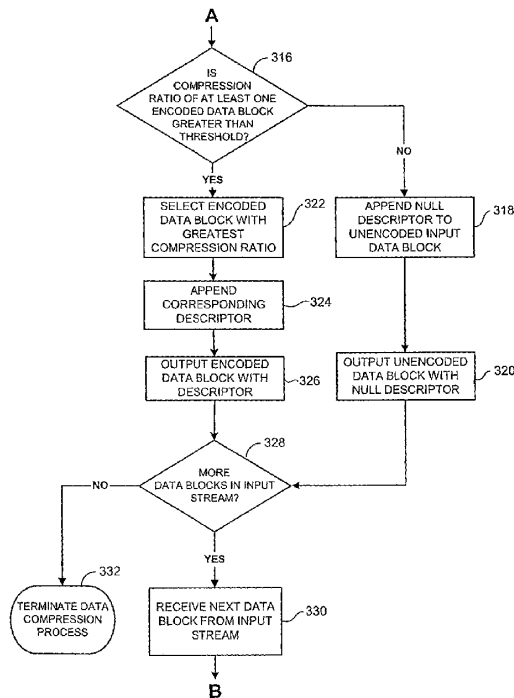 A
316
IS
COMPRESSION
RATIO OF AT LEAST ONE
ENCODED DATA BLOCK
GREATER THAN
THRESHOLD?
NO
YES
SELECT ENCODED
DATA BLOCK WITH
GREATEST
COMPRESSION RATIO
322
APPEND NULL
DESCRIPTOR TO
UNENCODED INPUT
DATA BLOCK
318
APPEND
CORRESPONDING
DESCRIPTOR
324
OUTPUT ENCODED
DATA BLOCK WITH
DESCRIPTOR
326
OUTPUT UNENCODED
DATA BLOCK WITH
NULL DESCRIPTOR
320
328
MORE
DATA BLOCKS IN INPUT
STREAM?
NO
YES
332
TERMINATE DATA
COMPRESSION
PROCESS
RECEIVE NEXT DATA
BLOCK FROM INPUT
STREAM
330
B